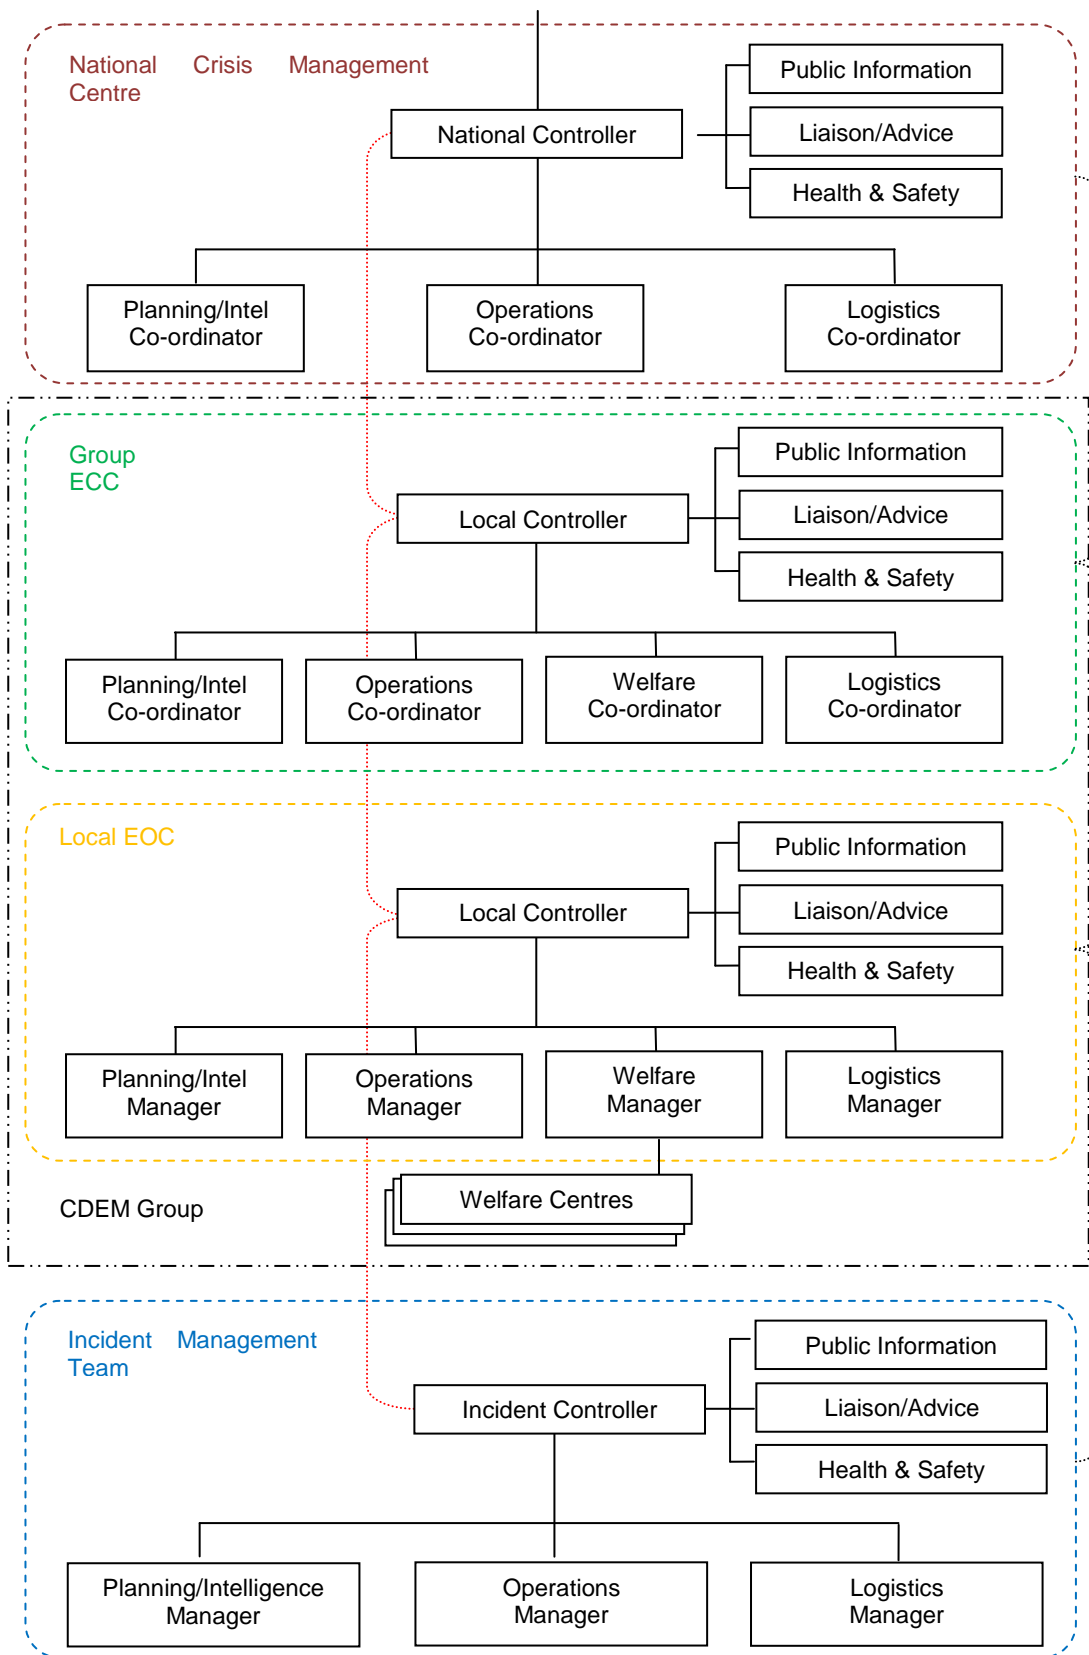 National Crisis Management
Centre
Public Information
National Controller
Liaison/Advice
Health & Safety
Planning/Intel
Co-ordinator
Operations
Co-ordinator
Logistics
Co-ordinator
Group
ECC
Public Information
Local Controller
Liaison/Advice
Health & Safety
Planning/Intel
Co-ordinator
Operations
Co-ordinator
Welfare
Co-ordinator
Logistics
Co-ordinator
Local EOC
Public Information
Local Controller
Liaison/Advice
Health & Safety
Planning/Intel
Manager
Operations
Manager
Welfare
Manager
Logistics
Manager
CDEM Group
Welfare Centres
Incident Management
Team
Public Information
Incident Controller
Liaison/Advice
Health & Safety
Planning/Intelligence
Manager
Operations
Manager
Logistics
Manager